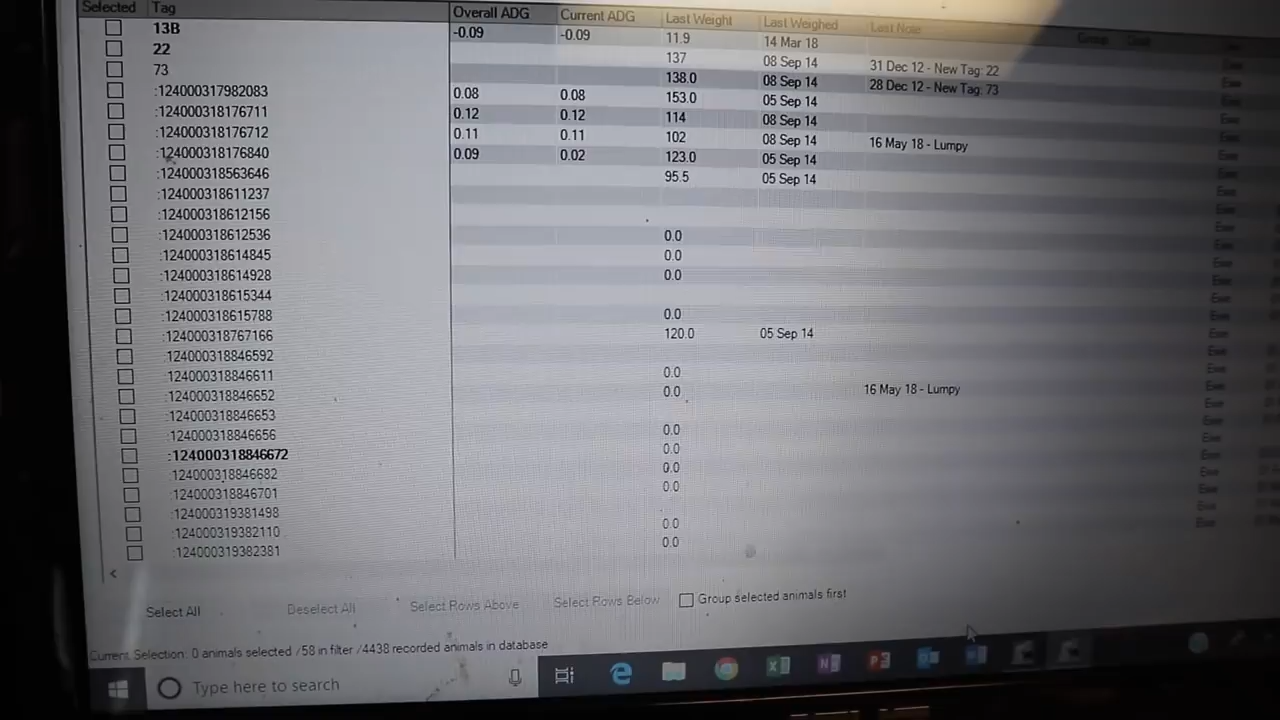 Selected Tag Overall ADG Current ADG Last Weight Last Weighed Last Note
13B -0.09 -0.09 11.9 14 Mar 18
22 137 08 Sep 14 31 Dec 12 - New Tag: 22
73 138.0 08 Sep 14 28 Dec 12 - New Tag: 73
:124000317982083 0.08 0.08 153.0 05 Sep 14
:124000318176711 0.12 0.12 114 08 Sep 14
:124000318176712 0.11 0.11 102 08 Sep 14 16 May 18 - Lumpy
:124000318176840 0.09 0.02 123.0 05 Sep 14
:124000318563646 95.5 05 Sep 14
:124000318611237
:124000318612156
:124000318612536 0.0
:124000318614845 0.0
:124000318614928 0.0
:124000318615344
:124000318615788 0.0
:124000318767166 120.0 05 Sep 14
:124000318846592
:124000318846611 0.0
:124000318846652 0.0 16 May 18 - Lumpy
:124000318846653
:124000318846656 0.0
:124000318846672 0.0
:124000318846682 0.0
:124000318846701 0.0
:124000319381498
:124000319382110 0.0
:124000319382381 0.0
Select All Deselect All Select Rows Above Select Rows Below Group selected animals first
Current Selection: 0 animals selected /58 in filter /4438 recorded animals in database
Type here to search